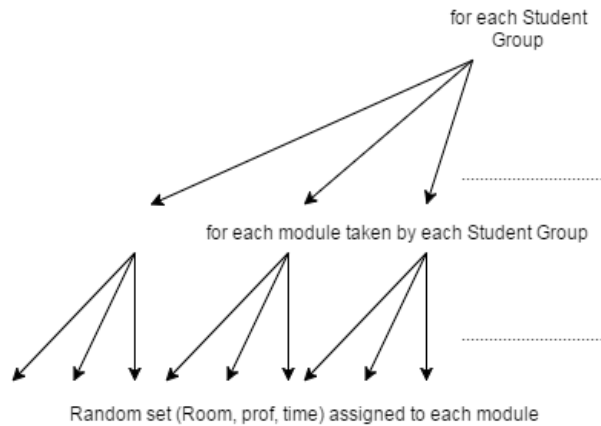 for each Student
Group
for each module taken by each Student Group
Random set (Room, prof, time) assigned to each module